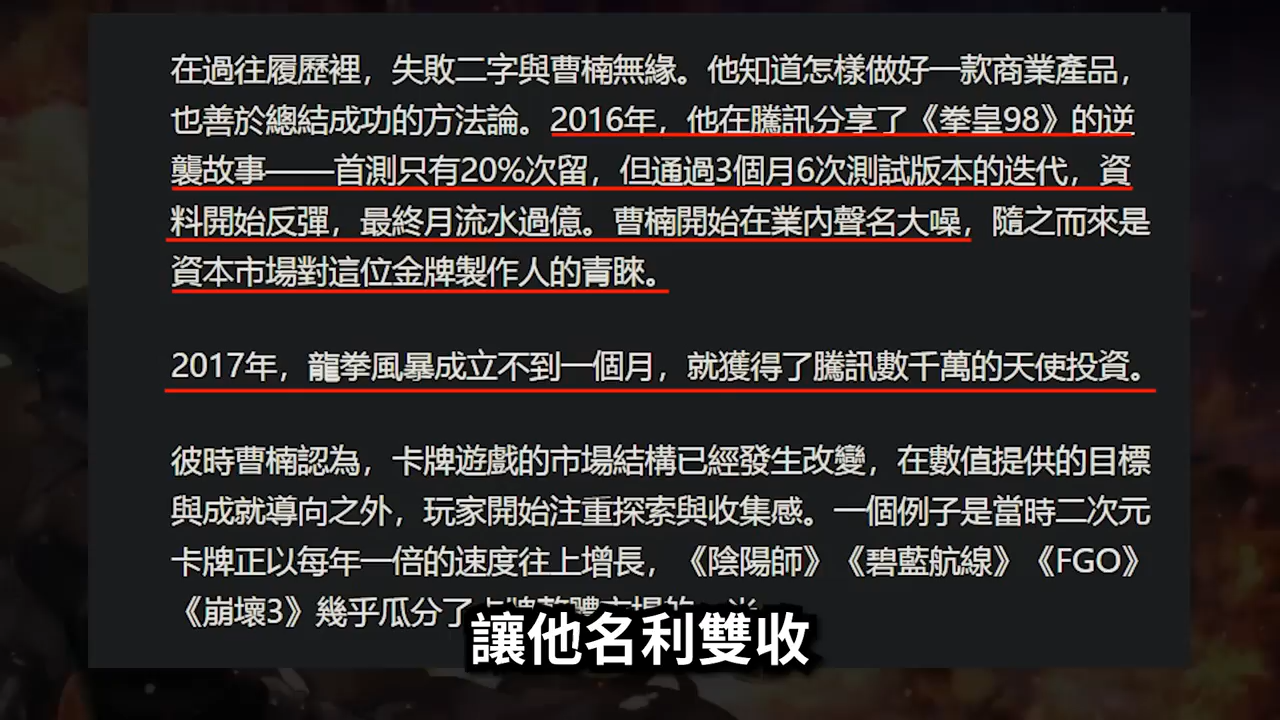 在過往履歷裡，失敗二字與曹楠無緣。他知道怎樣做好一款商業產品，
也善於總結成功的方法論。2016年，他在騰訊分享了《拳皇98》的逆
襲故事——首測只有20%次留，但通過3個月6次測試版本的迭代，資
料開始反彈，最終月流水過億。曹楠開始在業內聲名大噪，隨之而來是
資本市場對這位金牌製作人的青睞。
2017年，龍拳風暴成立不到一個月，就獲得了騰訊數千萬的天使投資。
彼時曹楠認為，卡牌遊戲的市場結構已經發生改變，在數值提供的目標
與成就導向之外，玩家開始注重探索與收集感。一個例子是當時二次元
卡牌正以每年一倍的速度往上增長，《陰陽師》《碧藍航線》《FGO》
《崩壞3》幾乎瓜分了
讓他名利雙收